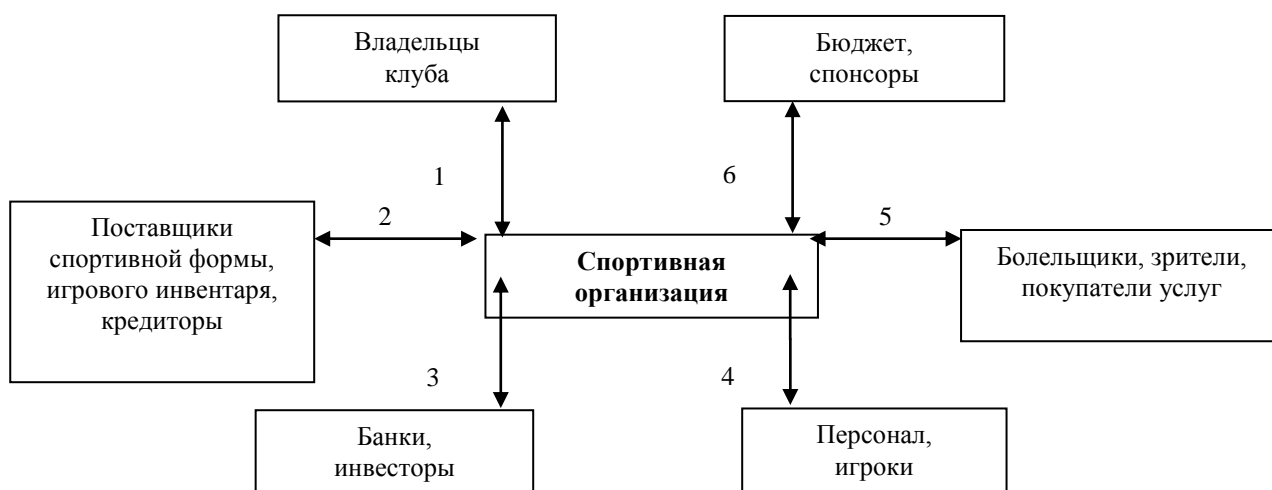 Владельцы
клуба
Бюджет,
спонсоры
1
6
2
5
Поставщики
спортивной формы,
игрового инвентаря,
кредиторы
Спортивная
организация
Болельщики, зрители,
покупатели услуг
3
4
Банки,
инвесторы
Персонал,
игроки